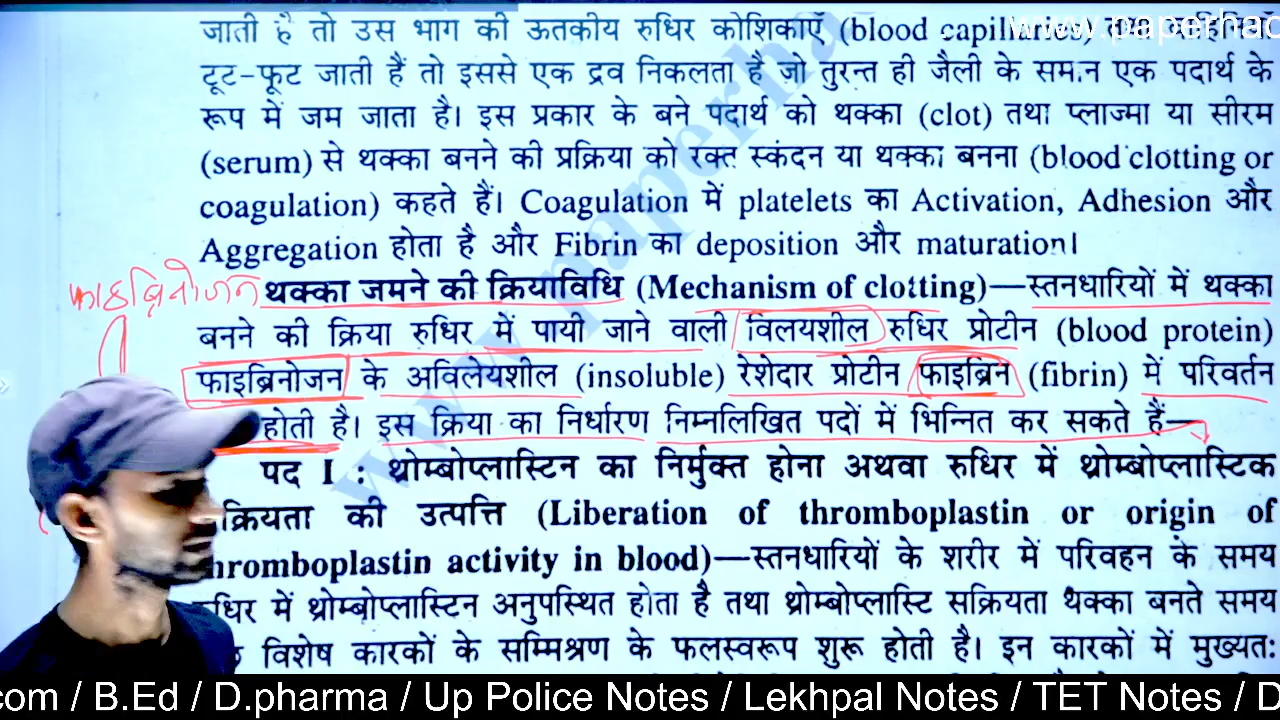 www.paperhac
जाती है तो उस भाग की ऊतकीय रुधिर कोशिकाएँ (blood capillaries)
टूट-फूट जाती हैं तो इससे एक द्रव निकलता है जो तुरन्त ही जैली के समान एक पदार्थ के
रूप में जम जाता है। इस प्रकार के बने पदार्थ को थक्का (clot) तथा प्लाज्मा या सीरम
(serum) से थक्का बनने की प्रक्रिया को रक्त स्कंदन या थक्का बनना (blood clotting or
coagulation) कहते हैं। Coagulation में platelets का Activation, Adhesion और
Aggregation होता है और Fibrin का deposition और maturation।
फाइब्रिनोजन
थक्का जमने की क्रियाविधि (Mechanism of clotting)—स्तनधारियों में थक्का
बनने की क्रिया रुधिर में पायी जाने वाली विलयशील रुधिर प्रोटीन (blood protein)
फाइब्रिनोजन के अविलेयशील (insoluble) रेशेदार प्रोटीन फाइब्रिन (fibrin) में परिवर्तन
होती है। इस क्रिया का निर्धारण निम्नलिखित पदों में भिन्नित कर सकते हैं—
पद I : थ्रोम्बोप्लास्टिन का निर्मुक्त होना अथवा रुधिर में थ्रोम्बोप्लास्टिक
क्रियता की उत्पत्ति (Liberation of thromboplastin or origin of
hromboplastin activity in blood)—स्तनधारियों के शरीर में परिवहन के समय
धिर में थ्रोम्बोप्लास्टिन अनुपस्थित होता है तथा थ्रोम्बोप्लास्टि सक्रियता थक्का बनते समय
विशेष कारकों के सम्मिश्रण के फलस्वरूप शुरू होती है। इन कारकों में मुख्यत:
com / B.Ed / D.pharma / Up Police Notes / Lekhpal Notes / TET Notes / D